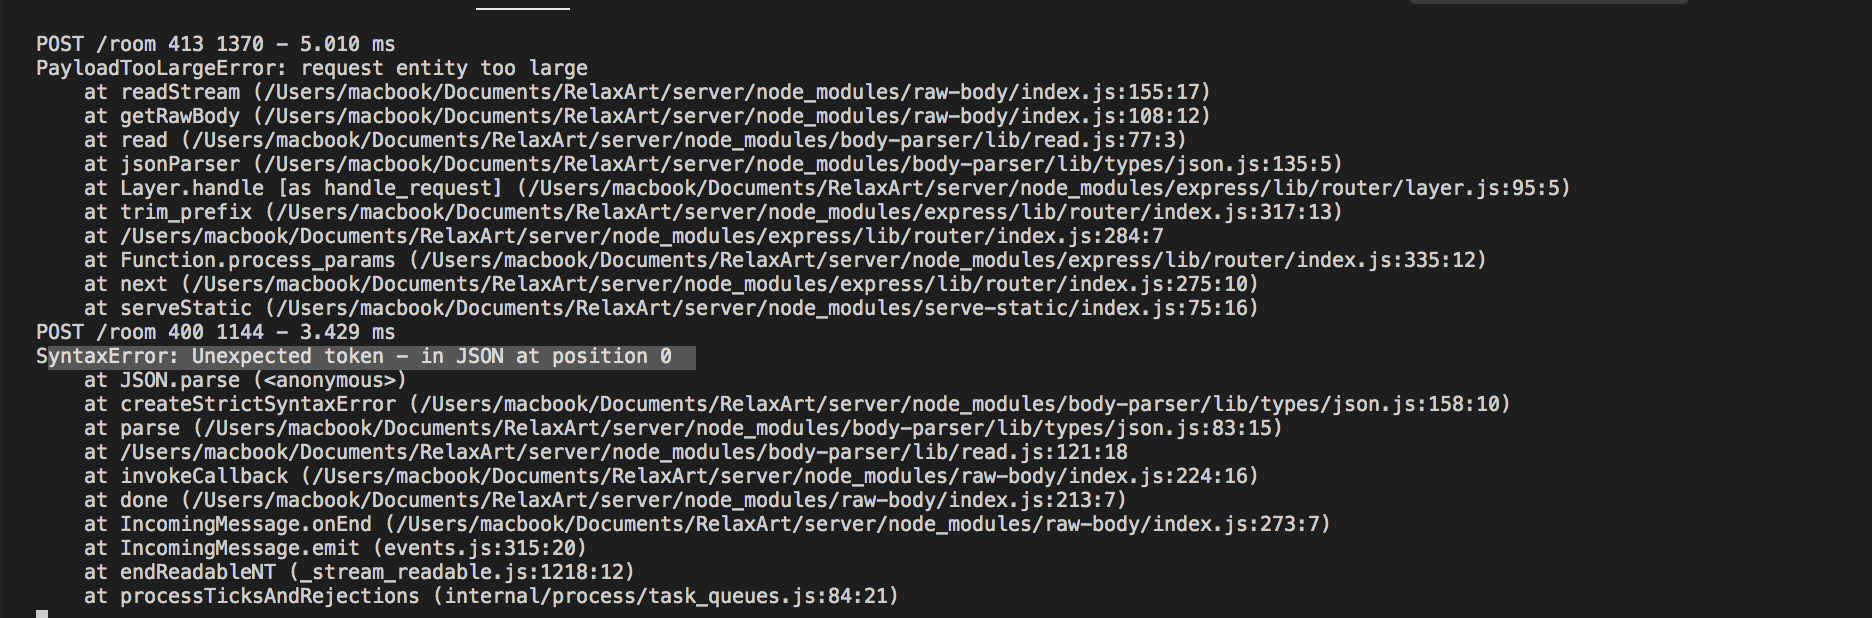 POST /room 413 1370 - 5.010 ms
PayloadTooLargeError: request entity too large
    at readStream (/Users/macbook/Documents/RelaxArt/server/node_modules/raw-body/index.js:155:17)
    at getRawBody (/Users/macbook/Documents/RelaxArt/server/node_modules/raw-body/index.js:108:12)
    at read (/Users/macbook/Documents/RelaxArt/server/node_modules/body-parser/lib/read.js:77:3)
    at jsonParser (/Users/macbook/Documents/RelaxArt/server/node_modules/body-parser/lib/types/json.js:135:5)
    at Layer.handle [as handle_request] (/Users/macbook/Documents/RelaxArt/server/node_modules/express/lib/router/layer.js:95:5)
    at trim_prefix (/Users/macbook/Documents/RelaxArt/server/node_modules/express/lib/router/index.js:317:13)
    at /Users/macbook/Documents/RelaxArt/server/node_modules/express/lib/router/index.js:284:7
    at Function.process_params (/Users/macbook/Documents/RelaxArt/server/node_modules/express/lib/router/index.js:335:12)
    at next (/Users/macbook/Documents/RelaxArt/server/node_modules/express/lib/router/index.js:275:10)
    at serveStatic (/Users/macbook/Documents/RelaxArt/server/node_modules/serve-static/index.js:75:16)
POST /room 400 1144 - 3.429 ms
SyntaxError: Unexpected token - in JSON at position 0
    at JSON.parse (<anonymous>)
    at createStrictSyntaxError (/Users/macbook/Documents/RelaxArt/server/node_modules/body-parser/lib/types/json.js:158:10)
    at parse (/Users/macbook/Documents/RelaxArt/server/node_modules/body-parser/lib/types/json.js:83:15)
    at /Users/macbook/Documents/RelaxArt/server/node_modules/body-parser/lib/read.js:121:18
    at invokeCallback (/Users/macbook/Documents/RelaxArt/server/node_modules/raw-body/index.js:224:16)
    at done (/Users/macbook/Documents/RelaxArt/server/node_modules/raw-body/index.js:213:7)
    at IncomingMessage.onEnd (/Users/macbook/Documents/RelaxArt/server/node_modules/raw-body/index.js:273:7)
    at IncomingMessage.emit (events.js:315:20)
    at endReadableNT (_stream_readable.js:1218:12)
    at processTicksAndRejections (internal/process/task_queues.js:84:21)